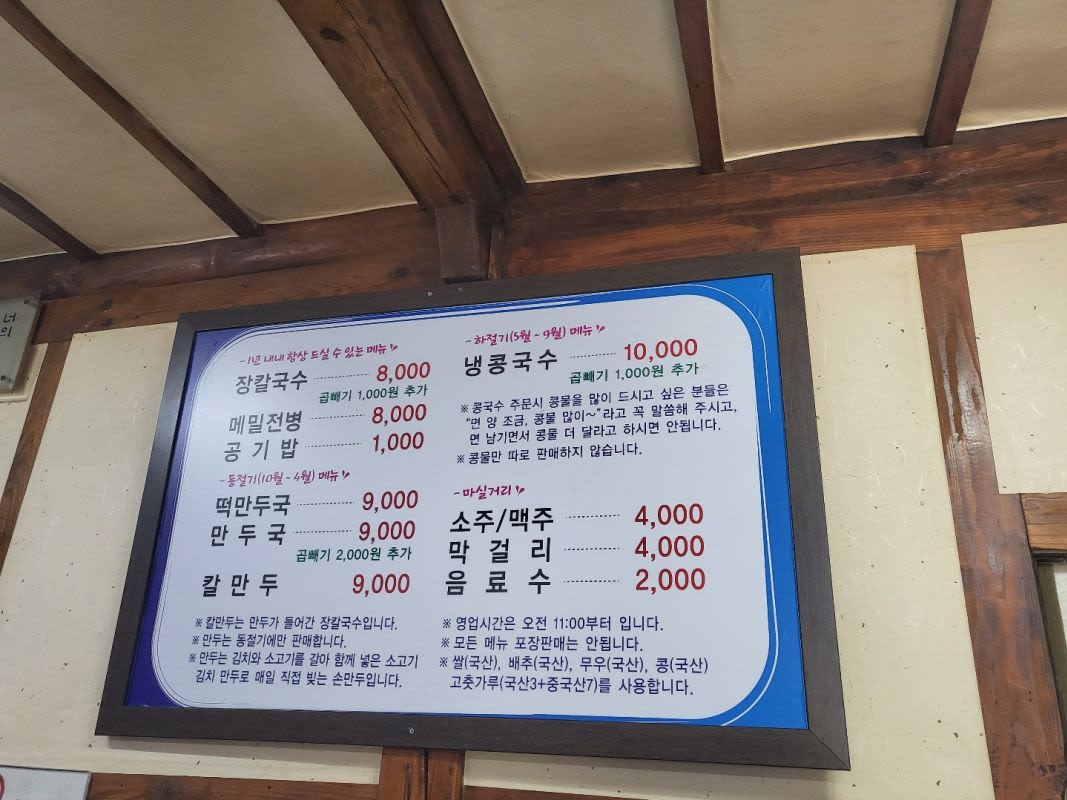 너
의
- 1년 내내 항상 드실 수 있는 메뉴
장칼국수 8,000
곱빼기 1,000원 추가
메밀전병 8,000
공기밥 1,000
- 동절기(10월~4월) 메뉴
떡만두국 9,000
만두국 9,000
곱빼기 2,000원 추가
칼만두 9,000
※ 칼만두는 만두가 들어간 장칼국수입니다.
※ 만두는 동절기에만 판매합니다.
※ 만두는 김치와 소고기를 갈아 함께 넣은 소고기
김치 만두로 매일 직접 빚는 손만두입니다.
- 하절기(5월~9월) 메뉴
냉콩국수 10,000
곱빼기 1,000원 추가
※ 콩국수 주문시 콩물을 많이 드시고 싶은 분들은
"면 양 조금, 콩물 많이~"라고 꼭 말씀해 주시고,
면 남기면서 콩물 더 달라고 하시면 안됩니다.
※ 콩물만 따로 판매하지 않습니다.
- 마실거리
소주/맥주 4,000
막걸리 4,000
음료수 2,000
※ 영업시간은 오전 11:00부터 입니다.
※ 모든 메뉴 포장판매는 안됩니다.
※ 쌀(국산), 배추(국산), 무우(국산), 콩(국산)
고춧가루(국산3+중국산7)를 사용합니다.